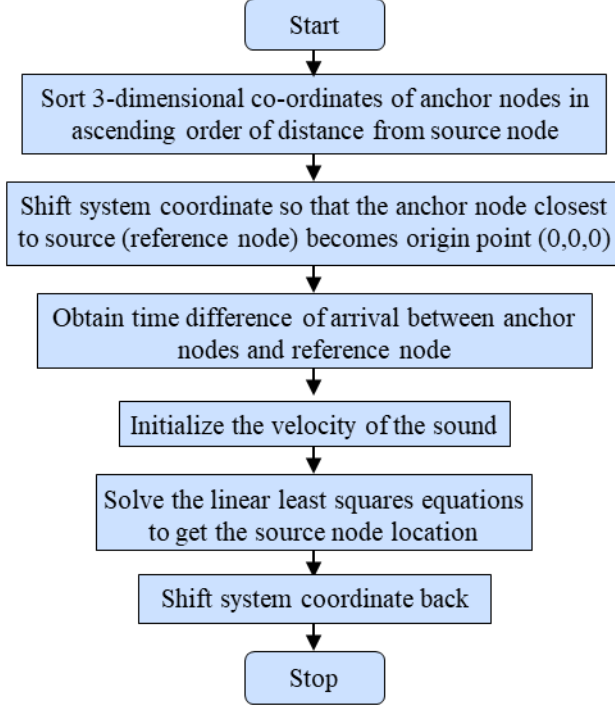 Start
Sort 3-dimensional co-ordinates of anchor nodes in
ascending order of distance from source node
Shift system coordinate so that the anchor node closest
to source (reference node) becomes origin point (0,0,0)
Obtain time difference of arrival between anchor
nodes and reference node
Initialize the velocity of the sound
Solve the linear least squares equations
to get the source node location
Shift system coordinate back
Stop